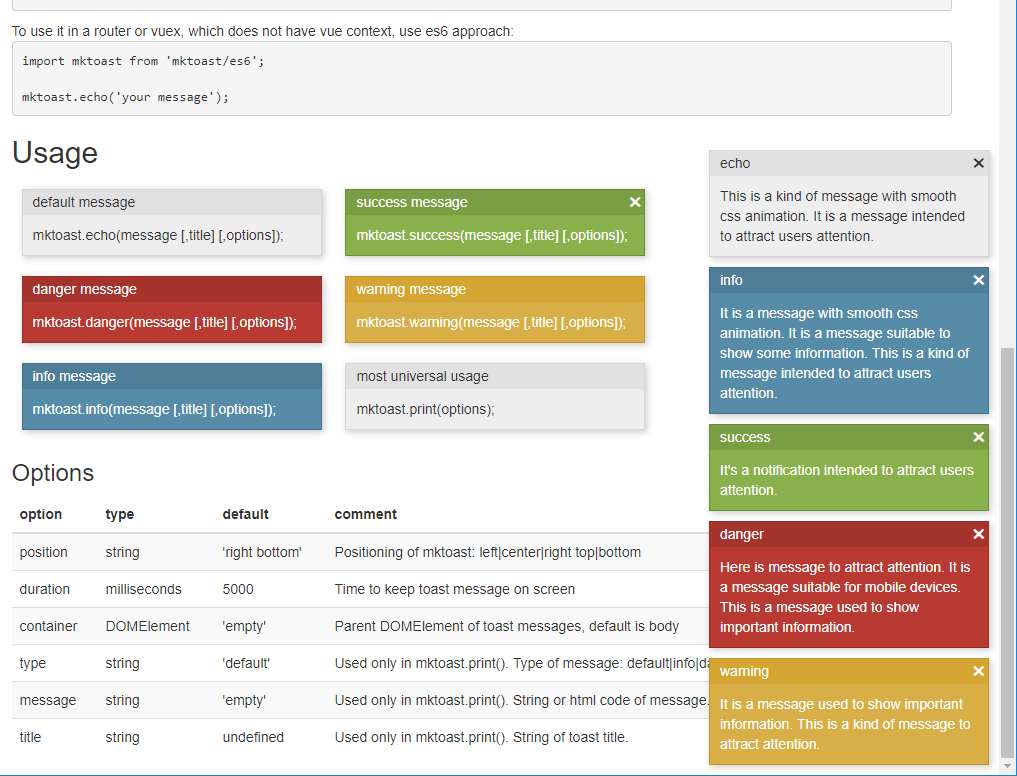 To use it in a router or vuex, which does not have vue context, use es6 approach:
import mktoast from 'mktoast/es6';
mktoast.echo('your message');
Usage
default message
mktoast.echo(message [,title] [,options]);
success message
mktoast.success(message [,title] [,options]);
danger message
mktoast.danger(message [,title] [,options]);
warning message
mktoast.warning(message [,title] [,options]);
info message
mktoast.info(message [,title] [,options]);
most universal usage
mktoast.print(options);
Options
option type default comment
position string 'right bottom' Positioning of mktoast: left|center|right top|bottom
duration milliseconds 5000 Time to keep toast message on screen
container DOMElement 'empty' Parent DOMElement of toast messages, default is body
type string 'default' Used only in mktoast.print(). Type of message: default|info|
message string 'empty' Used only in mktoast.print(). String or html code of message.
title string undefined Used only in mktoast.print(). String of toast title.
echo
This is a kind of message with smooth
css animation. It is a message intended
to attract users attention.
info
It is a message with smooth css
animation. It is a message suitable to
show some information. This is a kind of
message intended to attract users
attention.
success
It's a notification intended to attract users
attention.
danger
Here is message to attract attention. It is
a message suitable for mobile devices.
This is a message used to show
important information.
warning
It is a message used to show important
information. This is a kind of message to
attract attention.